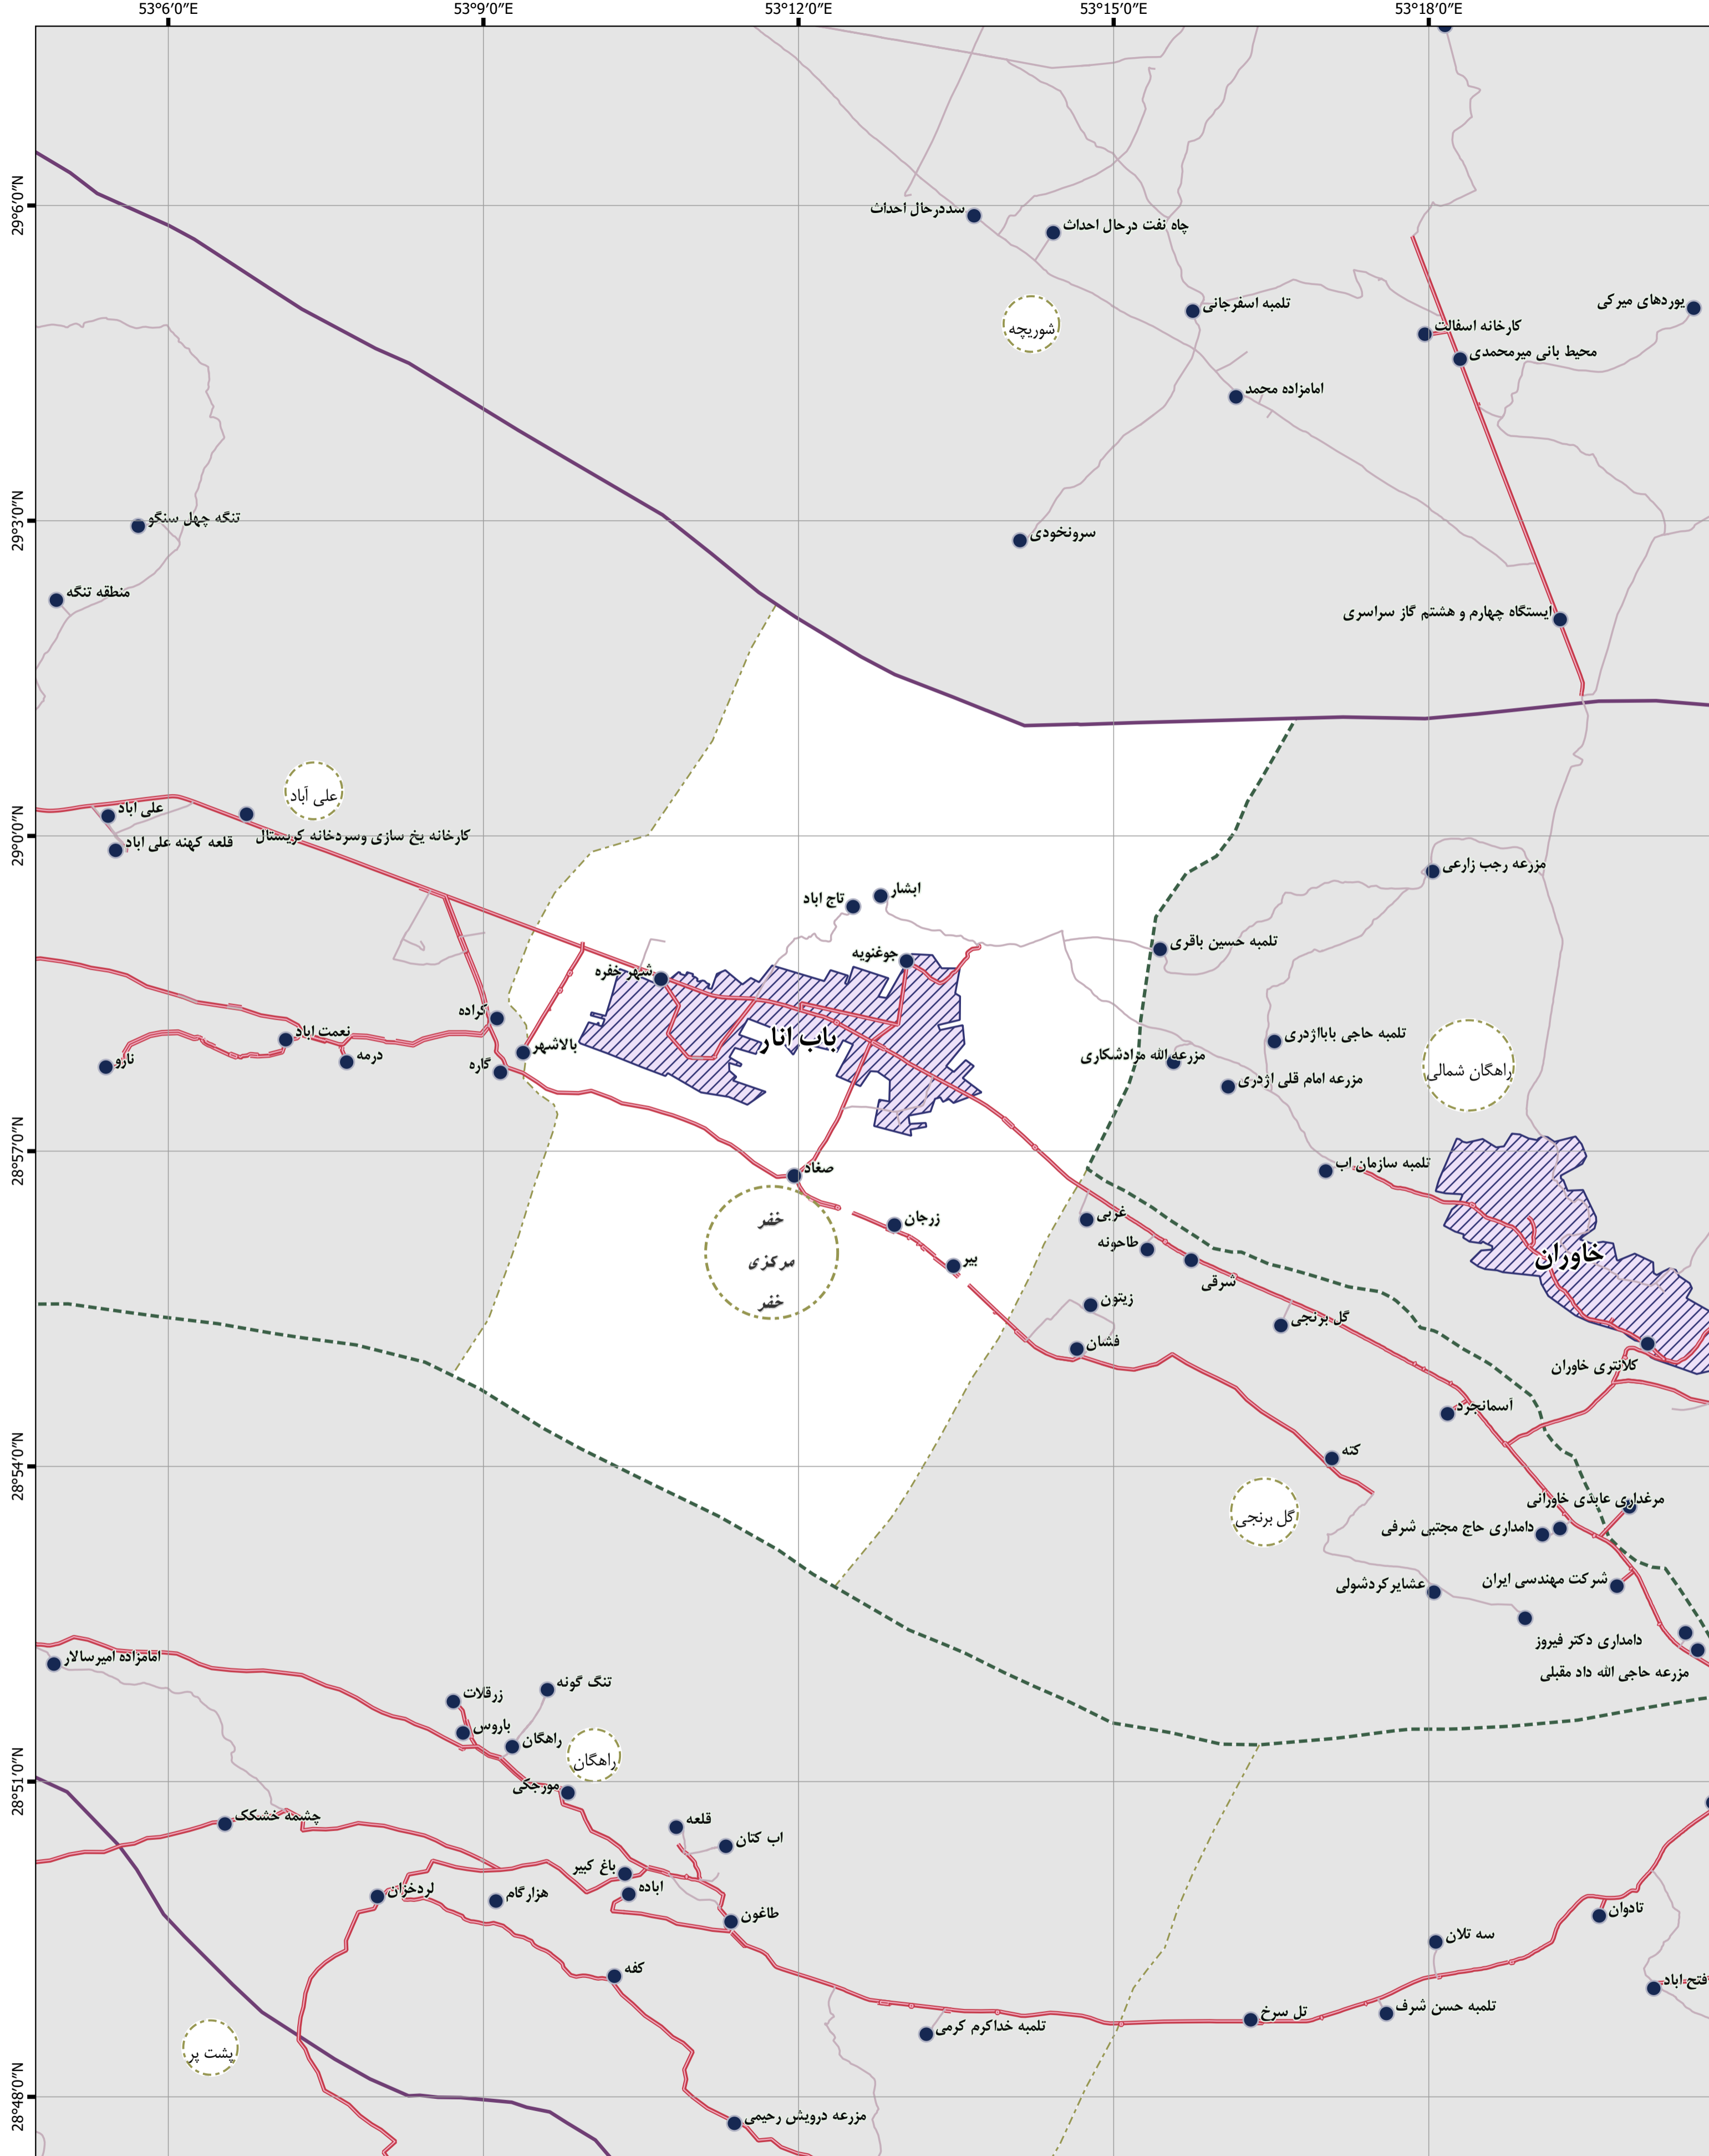 53°6'0"E
53°9'0"E
53°12'0"E
53°15'0"E
53°18'0"E
29°6'0"N
29°3'0"N
29°0'0"N
28°57'0"N
28°54'0"N
28°51'0"N
28°48'0"N
سددرحال احداث
چاه نفت درحال احداث
شوریچه
تلمبه اسفرجانی
یوردهای میرکی
کارخانه اسفالت
محیط بانی میرمحمدی
امامزاده محمد
تنگه چهل سنگو
سرونخودی
منطقه تنگه
ایستگاه چهارم و هشتم گاز سراسری
علی آباد
علی اباد
کارخانه یخ سازی وسردخانه کریستال
قلعه کهنه علی اباد
مزرعه رجب زارعی
ابشار
تاج اباد
تلمبه حسین باقری
جوغنویه
شهر خفره
کراده
باب انار
نعمت اباد
بالاشهر
تلمبه حاجی بابااژدری
نارو
درمه
گاره
مزرعه الله مرادشکاری
راهگان شمالی
مزرعه امام قلی اژدری
تلمبه سازمان اب
صغاد
خفر
مرکزی
خفر
زرجان
غربی
طاحونه
بیر
شرقی
خاوران
زیتون
گل برنجی
فشان
کلانتری خاوران
آسمانجرد
کته
گل برنجی
مرغداری عابدی خاورانی
دامداری حاج مجتبی شرفی
عشایرکردشولی
شرکت مهندسی ایران
دامداری دکتر فیروز
مزرعه حاجی الله داد مقبلی
امامزاده امیرسالار
زرقلات
تنگ گونه
باروس
راهگان
راهگان
مورجکی
چشمه خشکک
قلعه
اب کتان
باغ کبیر
اباده
لردخزان
هزارگام
طاغون
تادوان
سه تلان
کفه
فتح اباد
تلمبه حسن شرف
تل سرخ
تلمبه خداکرم کرمی
پشت پر
مزرعه درویش رحیمی